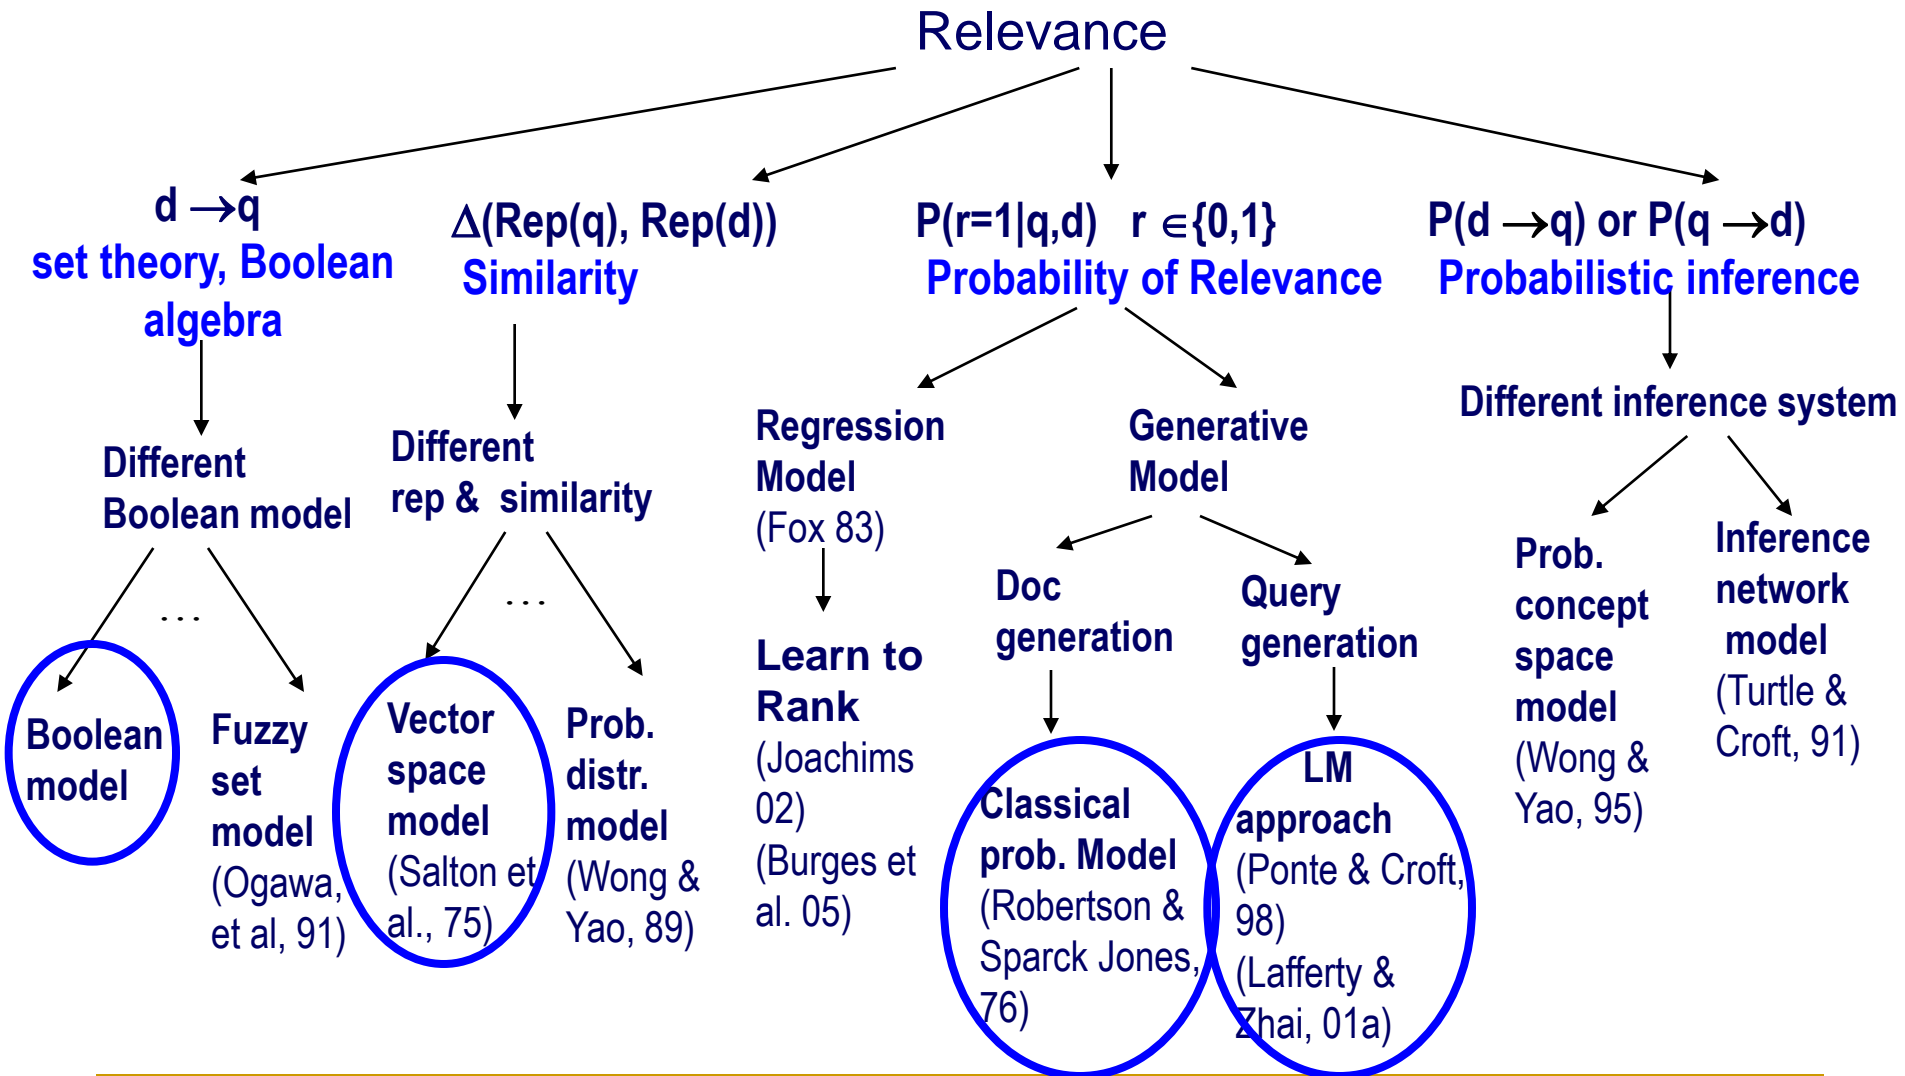 Relevance
d →q
set theory, Boolean
algebra
Δ(Rep(q), Rep(d))
Similarity
P(r=1|q,d) r ∈{0,1}
Probability of Relevance
P(d →q) or P(q →d)
Probabilistic inference
Different
Boolean model
Different
rep & similarity
Regression
Model
(Fox 83)
Generative
Model
Different inference system
…
…
Doc
generation
Query
generation
Prob.
concept
space
model
(Wong &
Yao, 95)
Inference
network
model
(Turtle &
Croft, 91)
Boolean
model
Fuzzy
set
model
(Ogawa,
et al, 91)
Vector
space
model
(Salton et
al., 75)
Prob.
distr.
model
(Wong &
Yao, 89)
Learn to
Rank
(Joachims
02)
(Burges et
al. 05)
Classical
prob. Model
(Robertson &
Sparck Jones,
76)
LM
approach
(Ponte & Croft,
98)
(Lafferty &
Zhai, 01a)